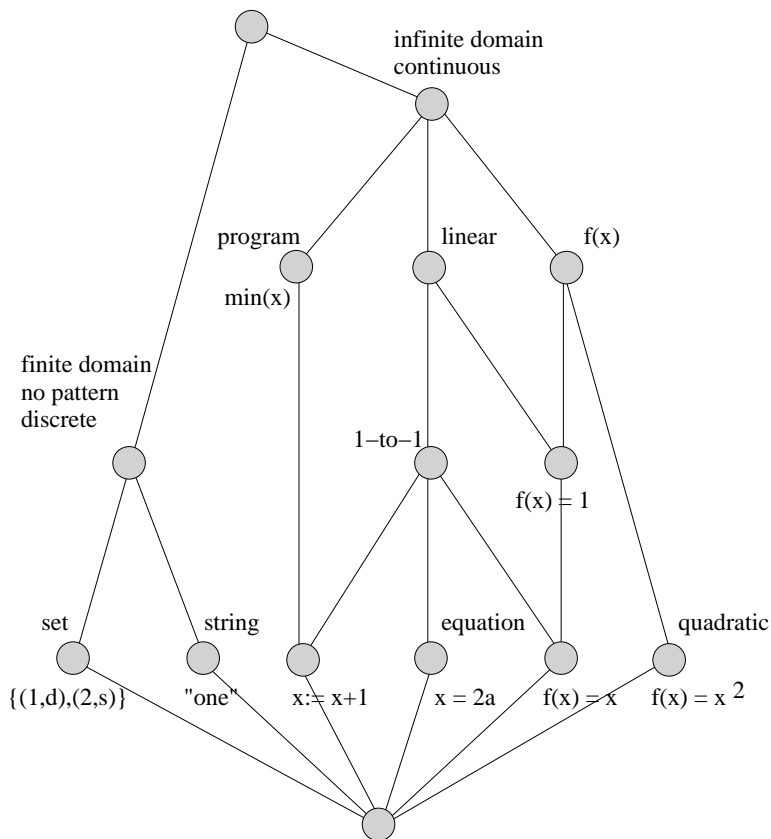 infinite domain
continuous
program
linear
f(x)
min(x)
finite domain
no pattern
discrete
1−to−1
f(x) = 1
set
string
equation
quadratic
{(1,d),(2,s)}
"one"
x:= x+1
x = 2a
f(x) = x
f(x) = x 2